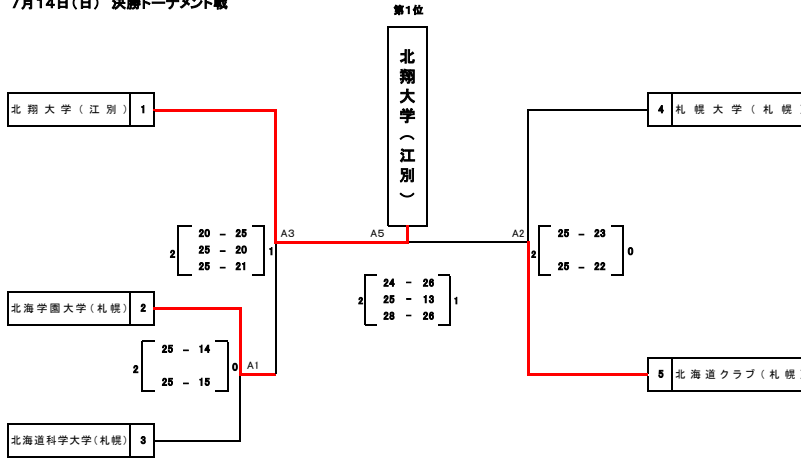 7月14日(日) 決勝トーナメント戦
第1位
北翔大学(江別)
北翔大学(江別) 1
4 札幌大学(札幌)
A3
A5
A2
2 20 - 25 1
25 - 20
25 - 21
2 25 - 23 0
25 - 22
2 24 - 26 1
25 - 13
28 - 26
北海学園大学(札幌) 2
2 25 - 14 0
25 - 15
A1
5 北海道クラブ(札幌)
北海道科学大学(札幌) 3